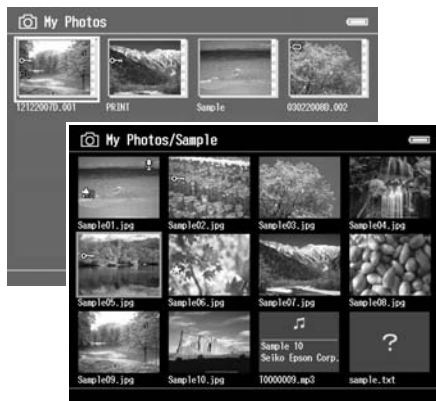 My Photos
12122007D.001 PRINT Sample 03022008D.002
My Photos/Sample
Sample01.jpg Sample02.jpg Sample03.jpg Sample04.jpg
Sample05.jpg Sample06.jpg Sample07.jpg Sample08.jpg
Sample 10
Seiko Epson Corp.
?
Sample09.jpg Sample10.jpg 10000009.mp3 sample.txt